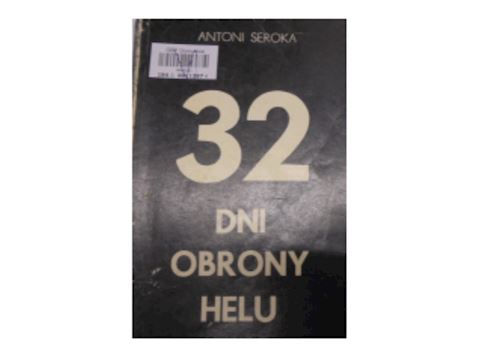 ANTONI SEROKA
32
DNI
OBRONY
HELU